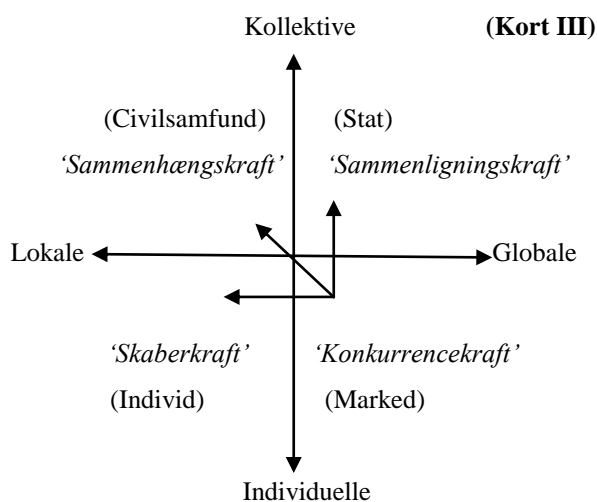 Kollektive (Kort III)
(Civilsamfund) (Stat)
‘Sammenhængskraft’ ‘Sammenligningskraft’
Lokale Globale
‘Skaberkraft’ ‘Konkurrencekraft’
(Individ) (Marked)
Individuelle